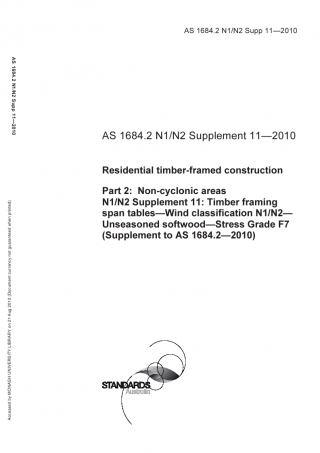 AS 1684.2 N1/N2 Supp 11—2010
AS 1684.2 N1/N2 Supp 11—2010
AS 1684.2 N1/N2 Supplement 11—2010
Residential timber-framed construction
Part 2: Non-cyclonic areas
N1/N2 Supplement 11: Timber framing
span tables—Wind classification N1/N2—
Unseasoned softwood—Stress Grade F7
(Supplement to AS 1684.2—2010)
Accessed by MONASH UNIVERSITY LIBRARY on 21 Aug 2010 (Document currency not guaranteed when printed)
STANDARDS
Australia